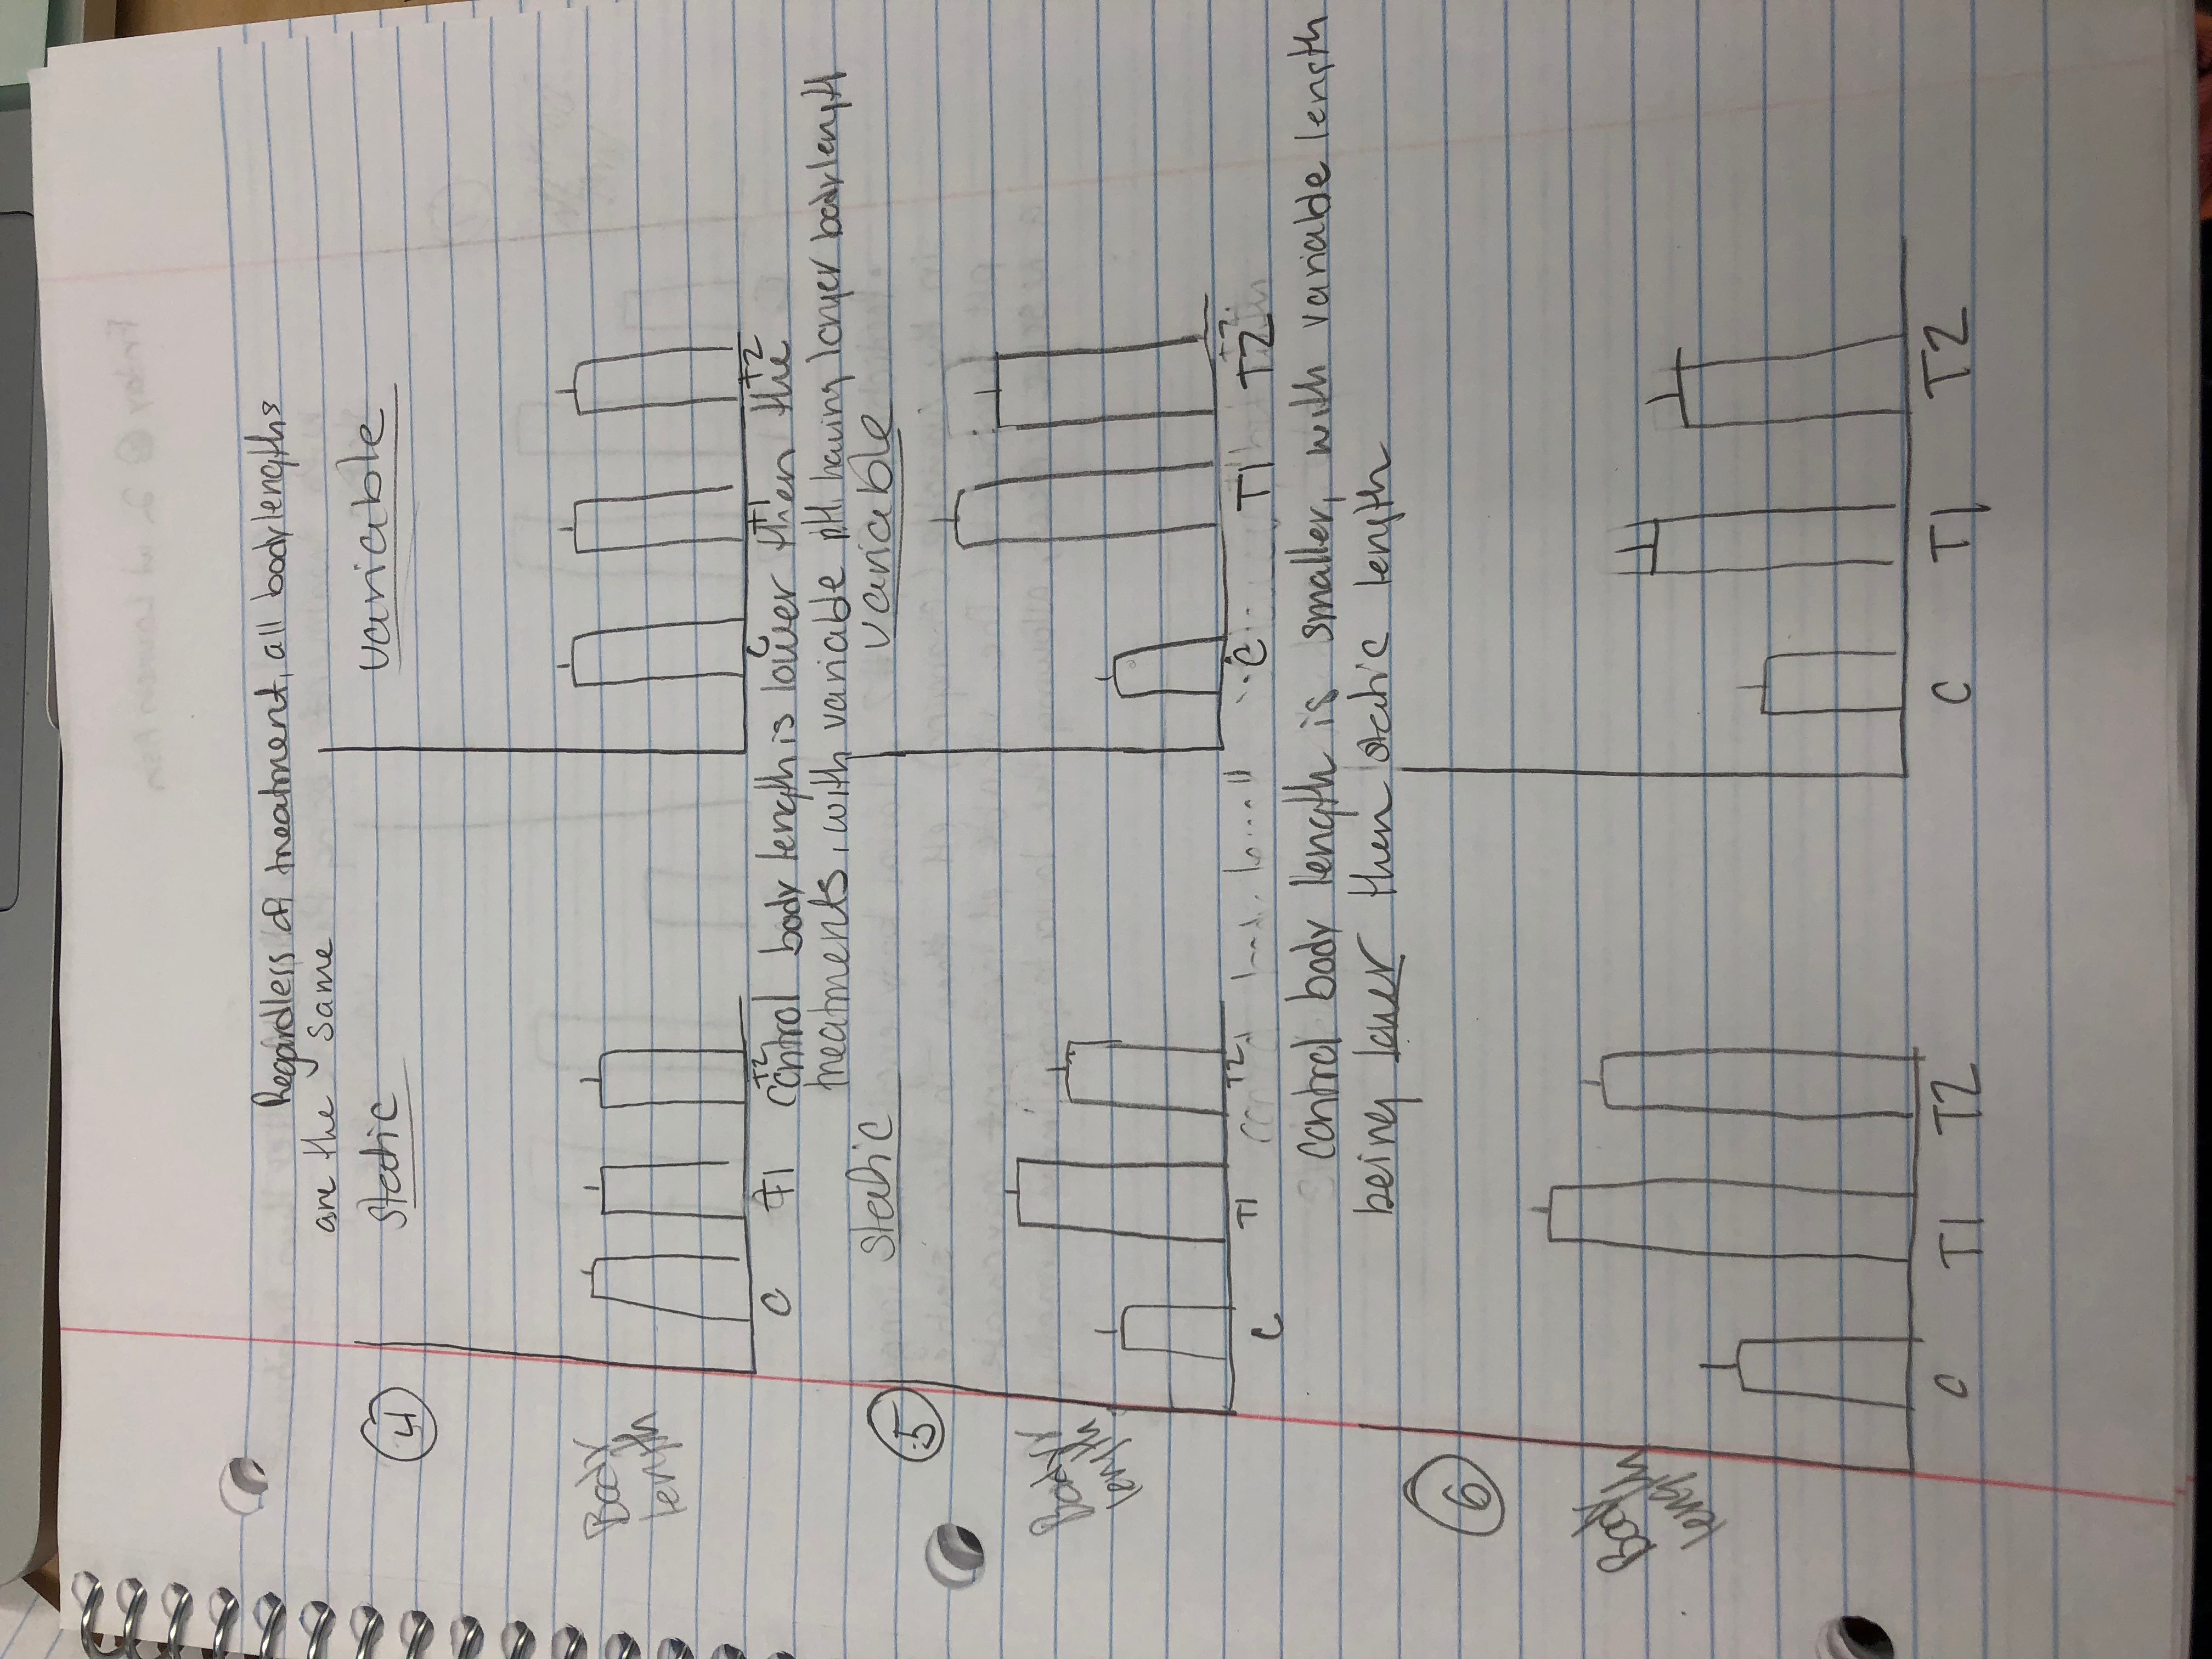 Regardless of treatment, all body lengths
are the same
4
static
variable
Body
length
C T1 T2
C T1 T2
Control body length is lower then the
treatments, with variable pH having longer body length
5
static
variable
Body
length
C T1 T2
C T1 T2
Control body length is smaller, with variable length
being lower then static length
6
Body
length
C T1 T2
C T1 T2